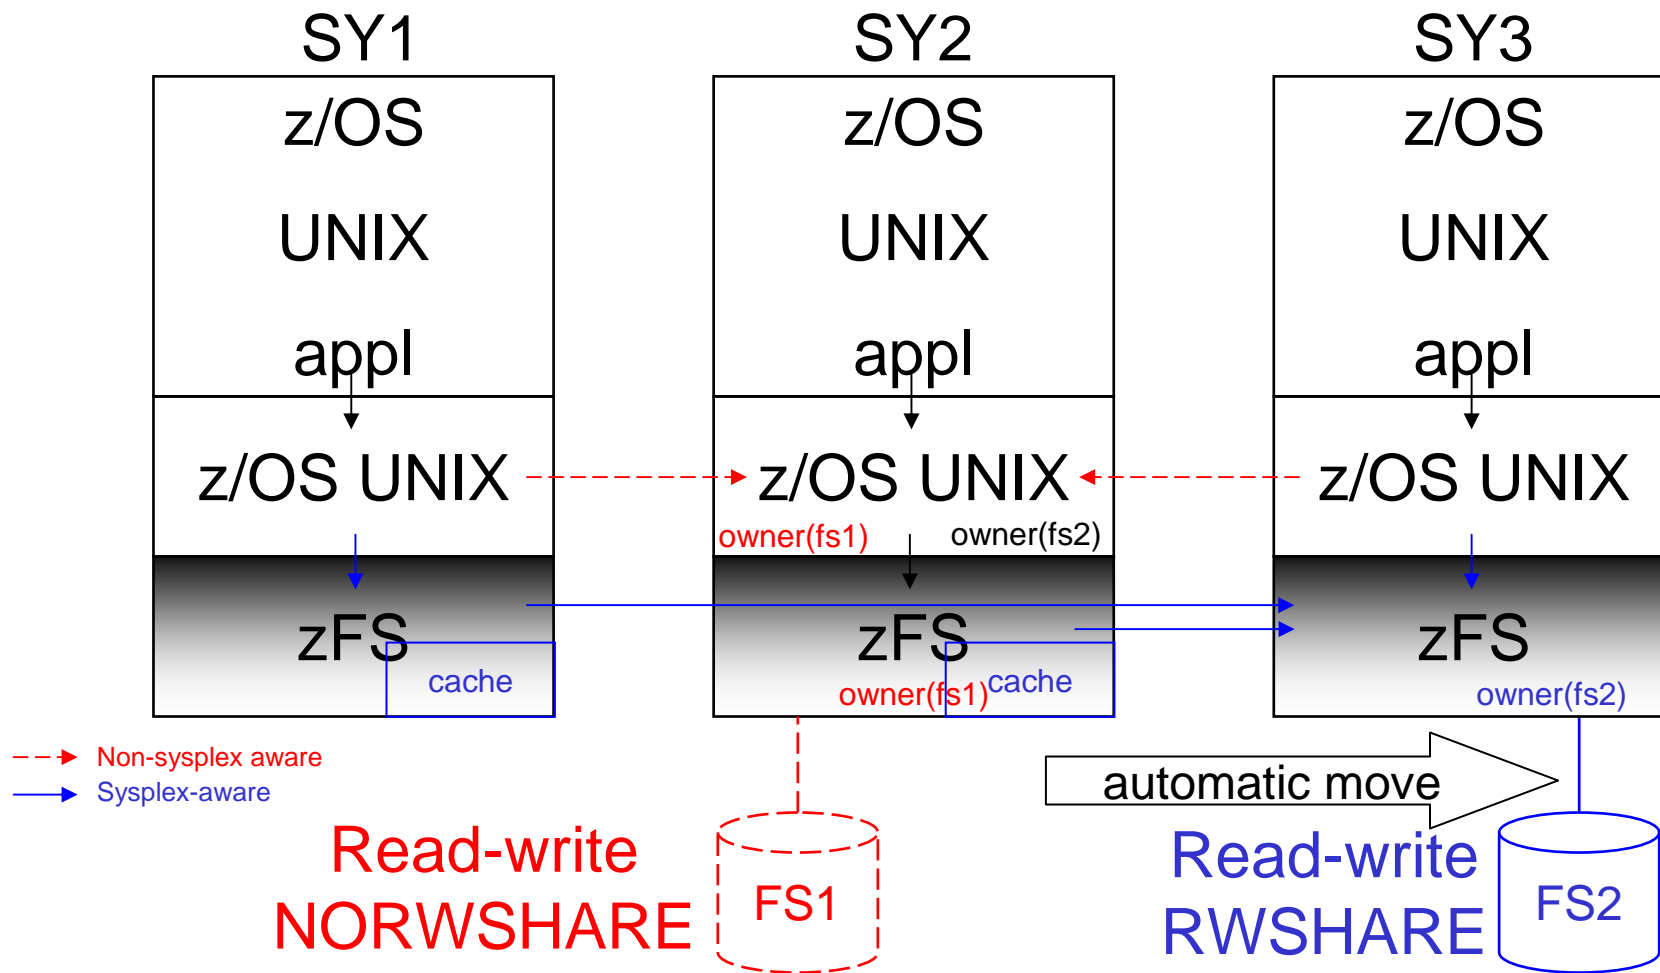 SY1 SY2 SY3
z/OS z/OS z/OS
UNIX UNIX UNIX
appl appl appl
z/OS UNIX z/OS UNIX z/OS UNIX
owner(fs1) owner(fs2)
zFS zFS zFS
cache owner(fs1) cache owner(fs2)
Non-sysplex aware
Sysplex-aware
automatic move
Read-write
NORWSHARE
FS1
Read-write
RWSHARE
FS2